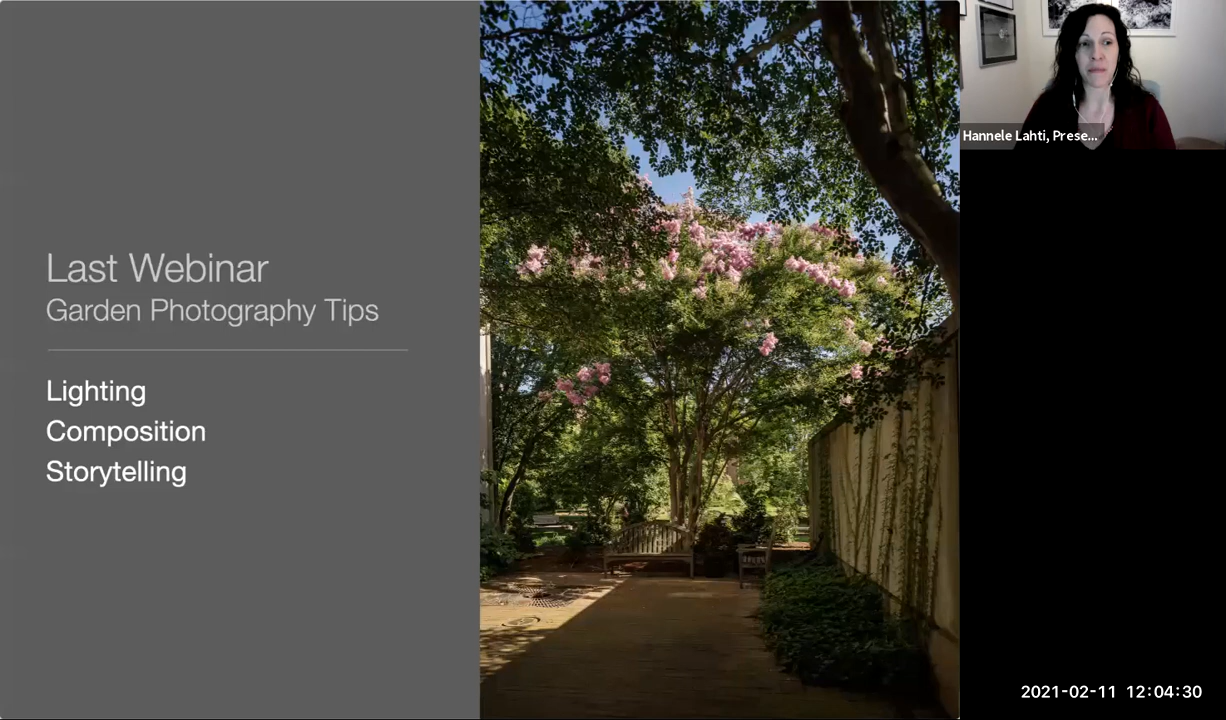 Last Webinar
Garden Photography Tips
Lighting
Composition
Storytelling
Hannele Lahti, Prese...
2021-02-11 12:04:30